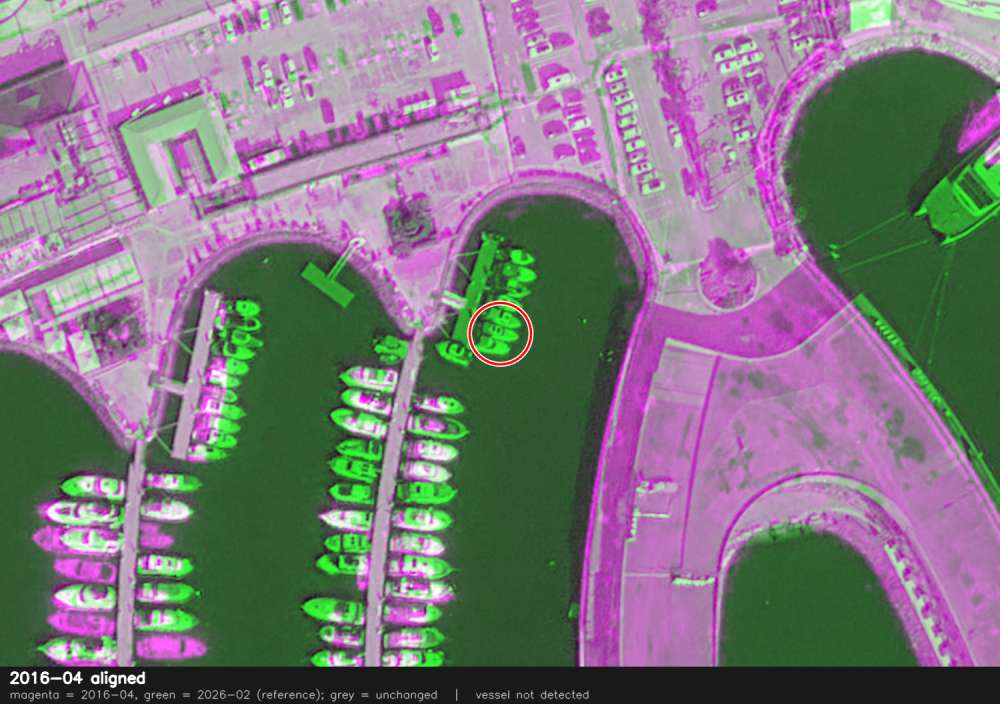 2016-04 aligned
magenta = 2016-04, green = 2026-02 (reference); grey = unchanged | vessel not detected